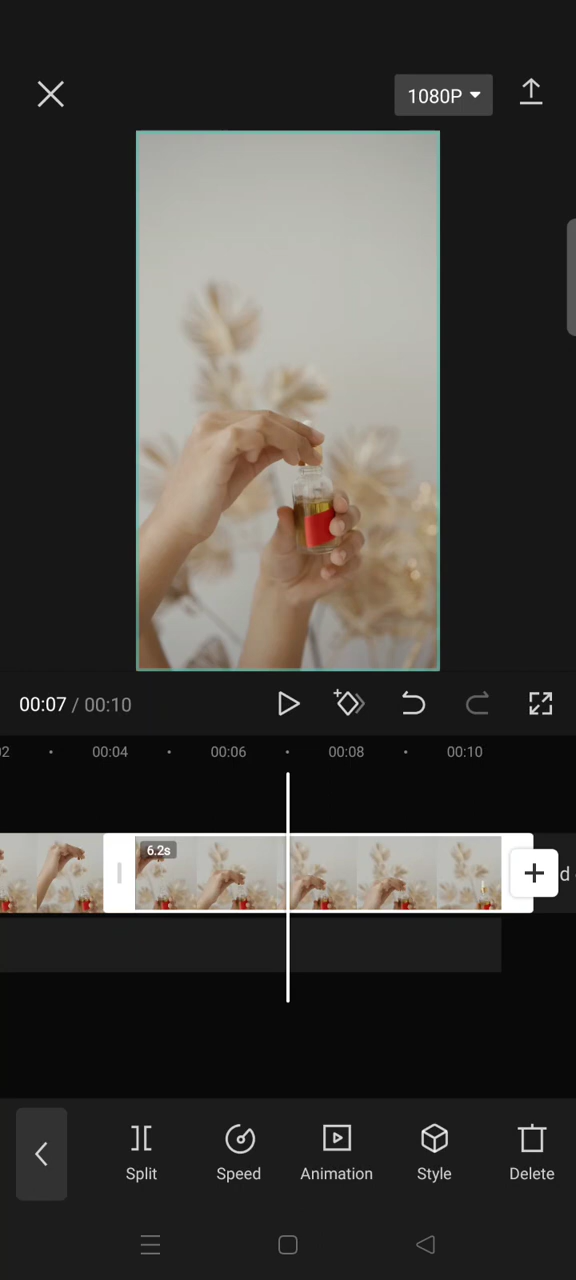 1080P
00:07 / 00:10
02 00:04 00:06 00:08 00:10
6.2s
d
Split Speed Animation Style Delete